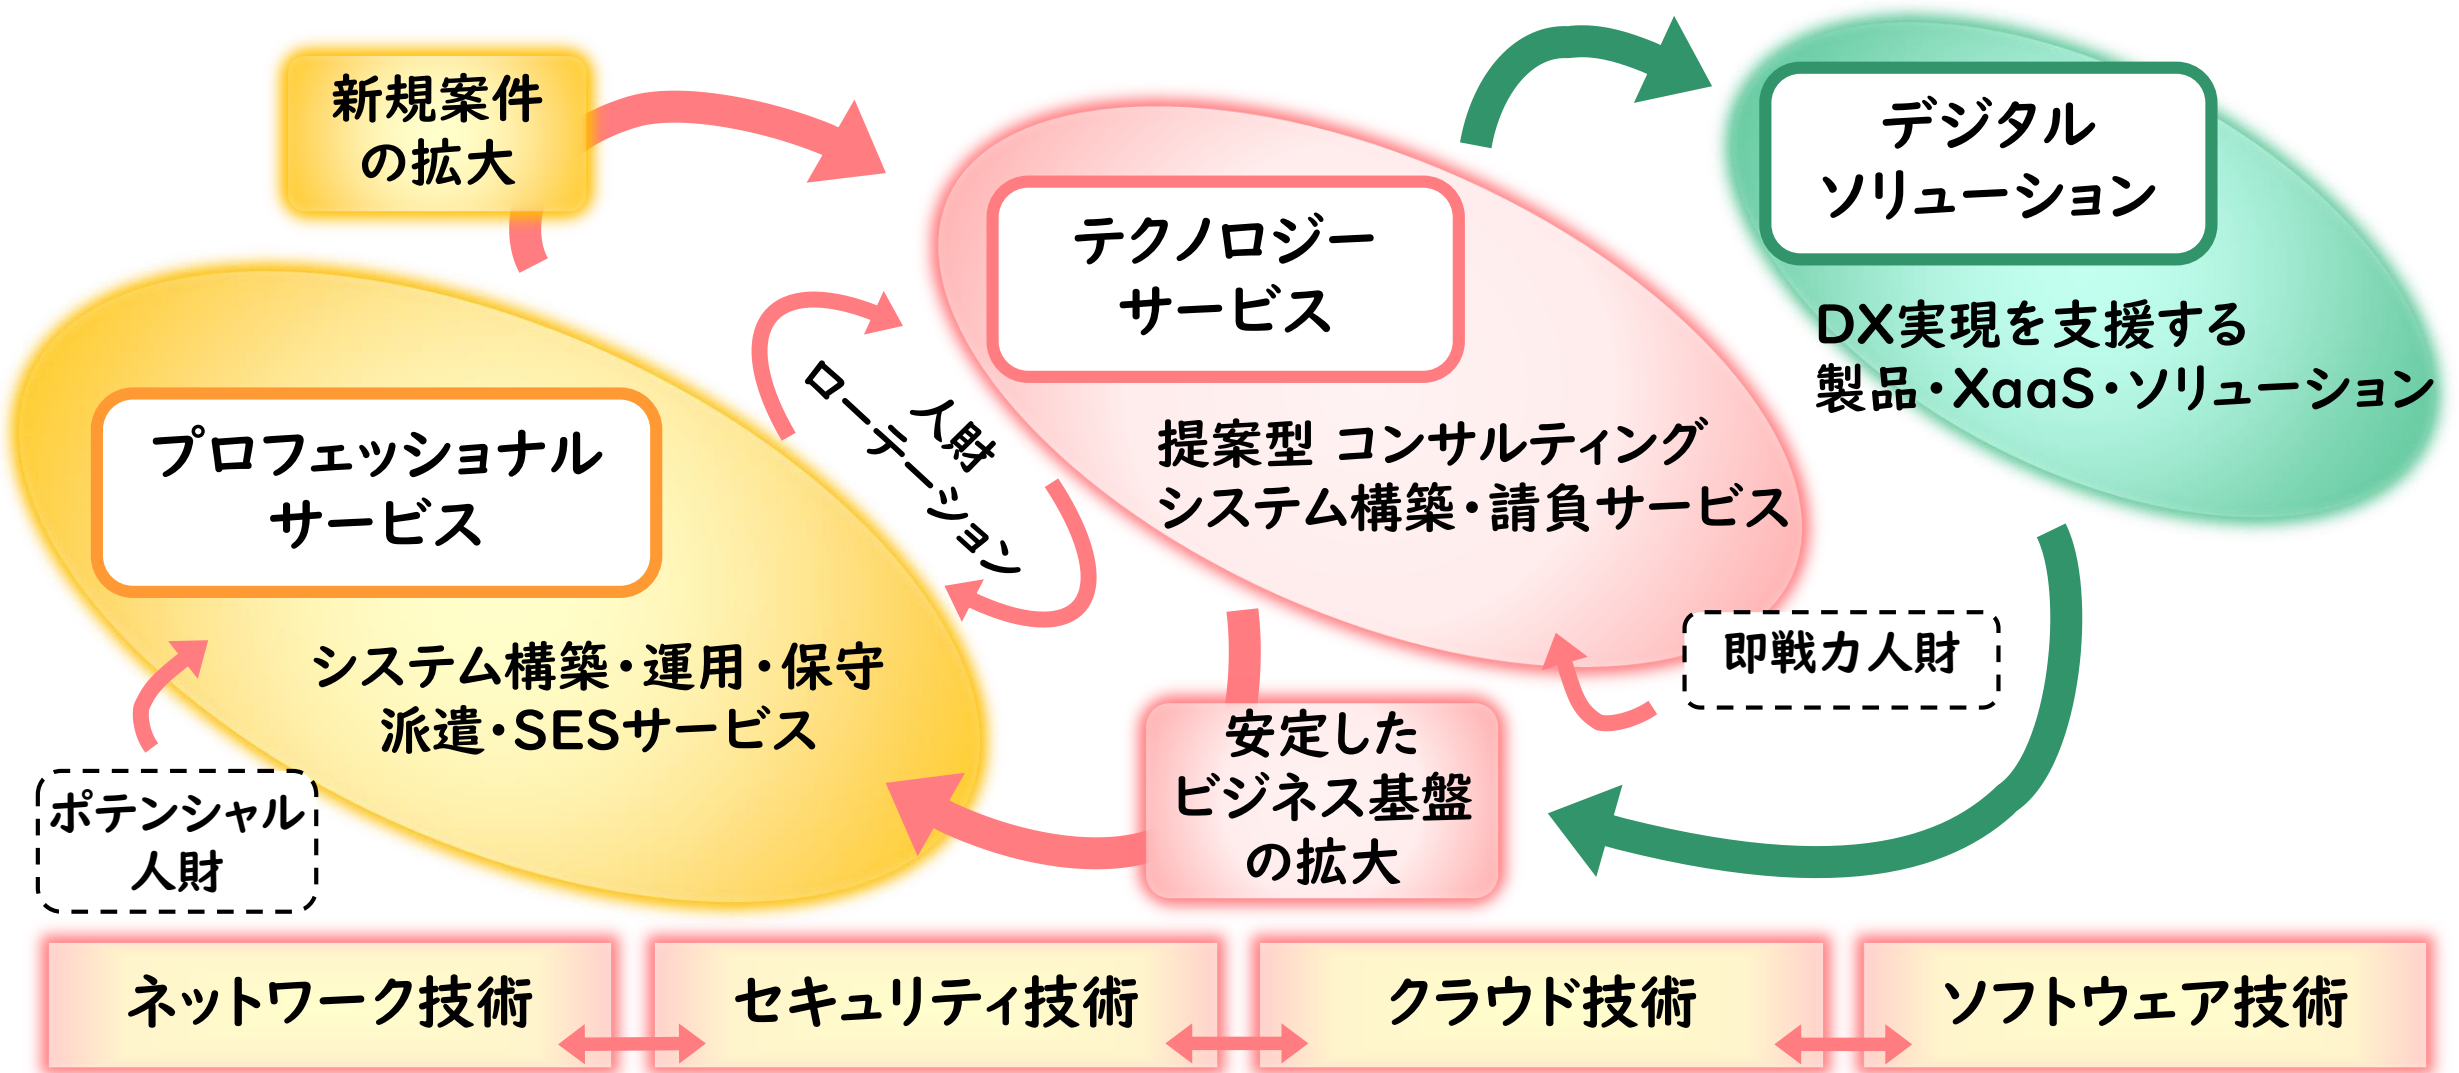 新規案件
の拡大
デジタル
ソリューション
DX実現を支援する
製品・XaaS・ソリューション
テクノロジー
サービス
提案型 コンサルティング
システム構築・請負サービス
人財
ローテーション
プロフェッショナル
サービス
システム構築・運用・保守
派遣・SESサービス
即戦力人財
安定した
ビジネス基盤
の拡大
ポテンシャル
人財
ネットワーク技術
セキュリティ技術
クラウド技術
ソフトウェア技術